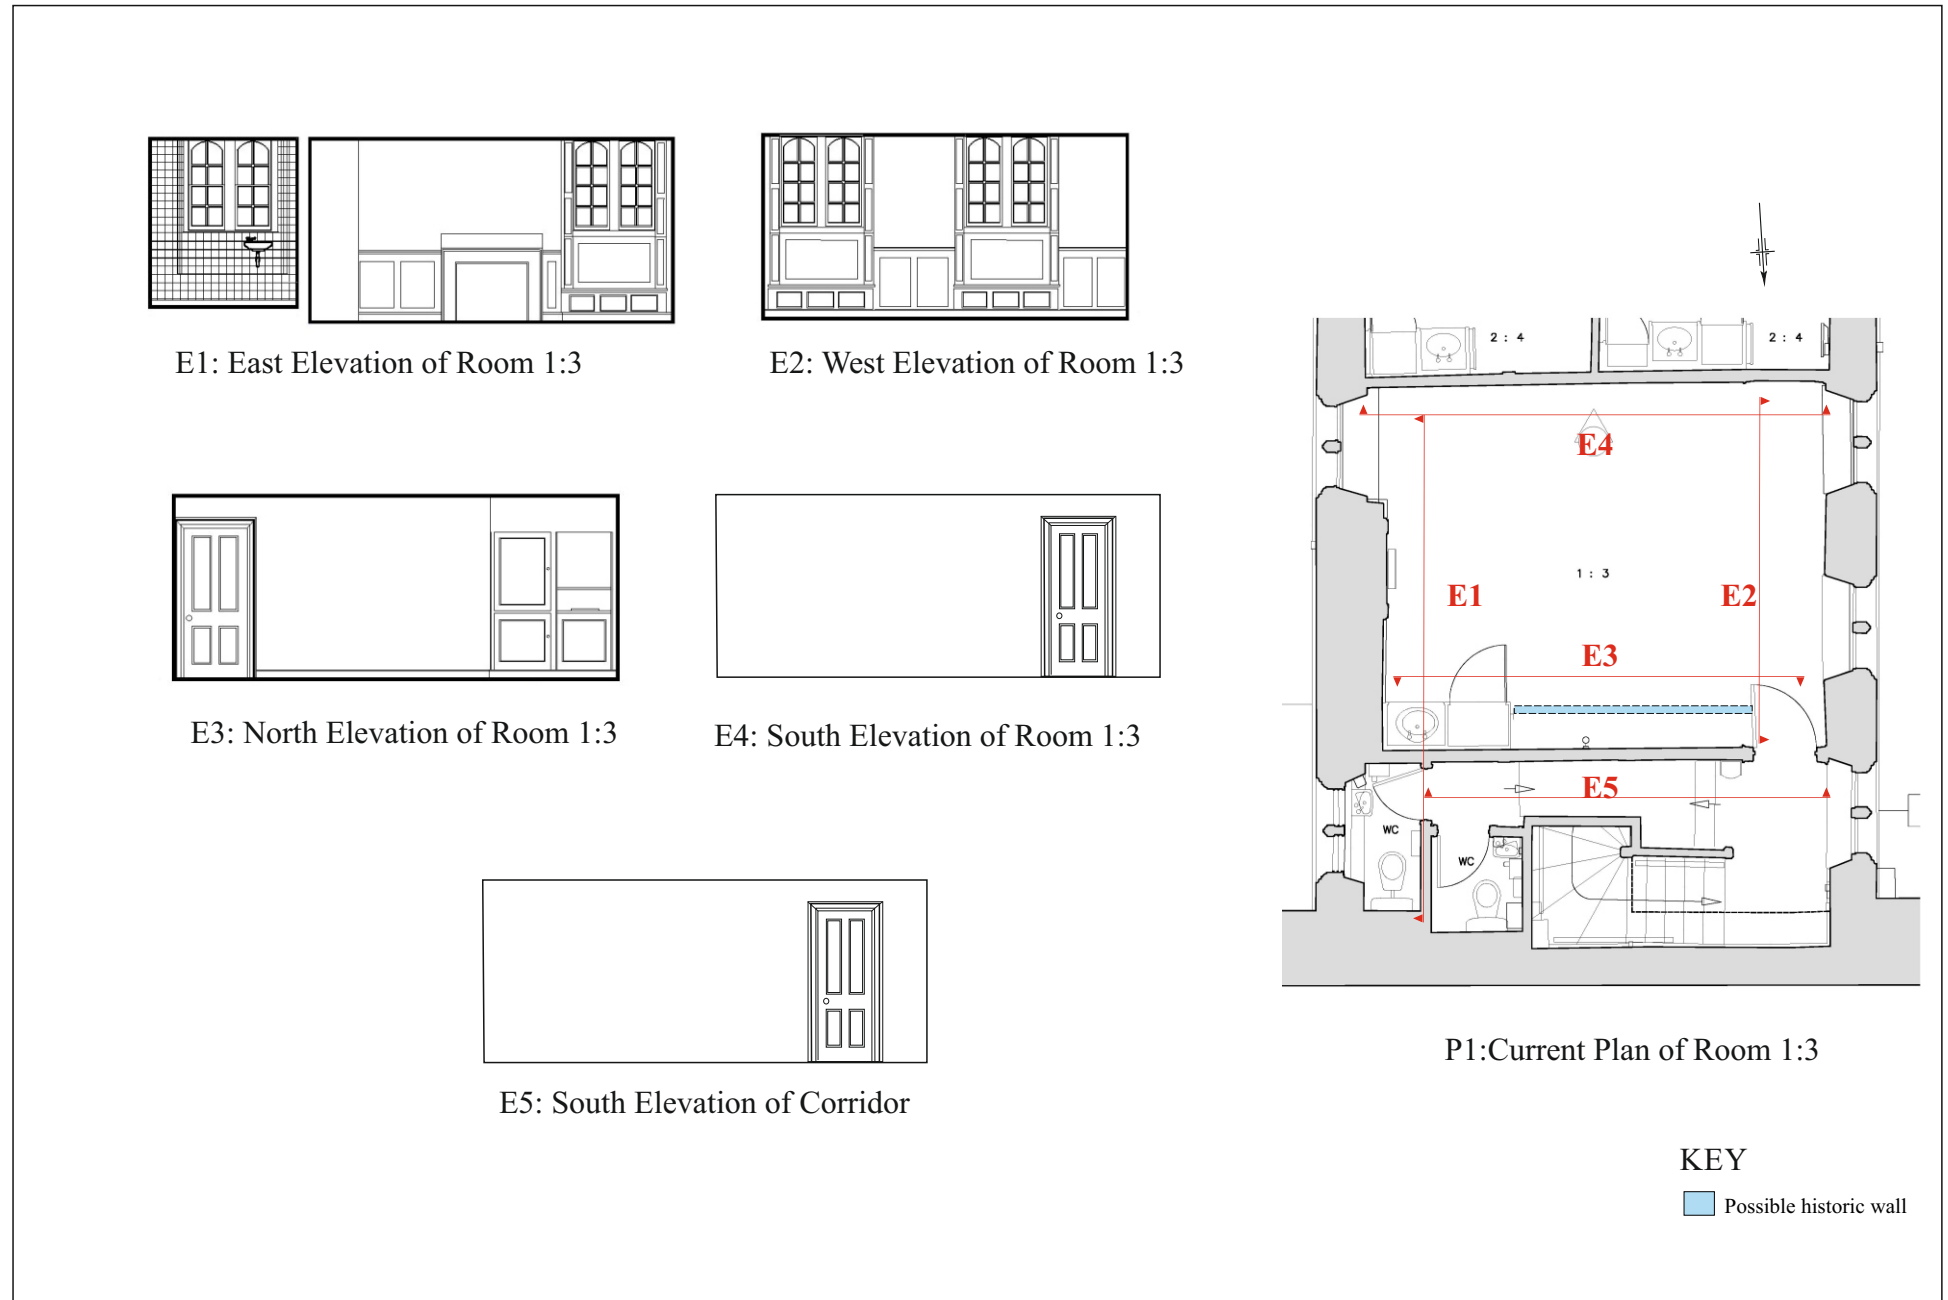 E1: East Elevation of Room 1:3
E2: West Elevation of Room 1:3
E3: North Elevation of Room 1:3
E4: South Elevation of Room 1:3
E5: South Elevation of Corridor
2 : 4
2 : 4
E4
1 : 3
E1
E2
E3
E5
WC
WC
P1:Current Plan of Room 1:3
KEY
Possible historic wall